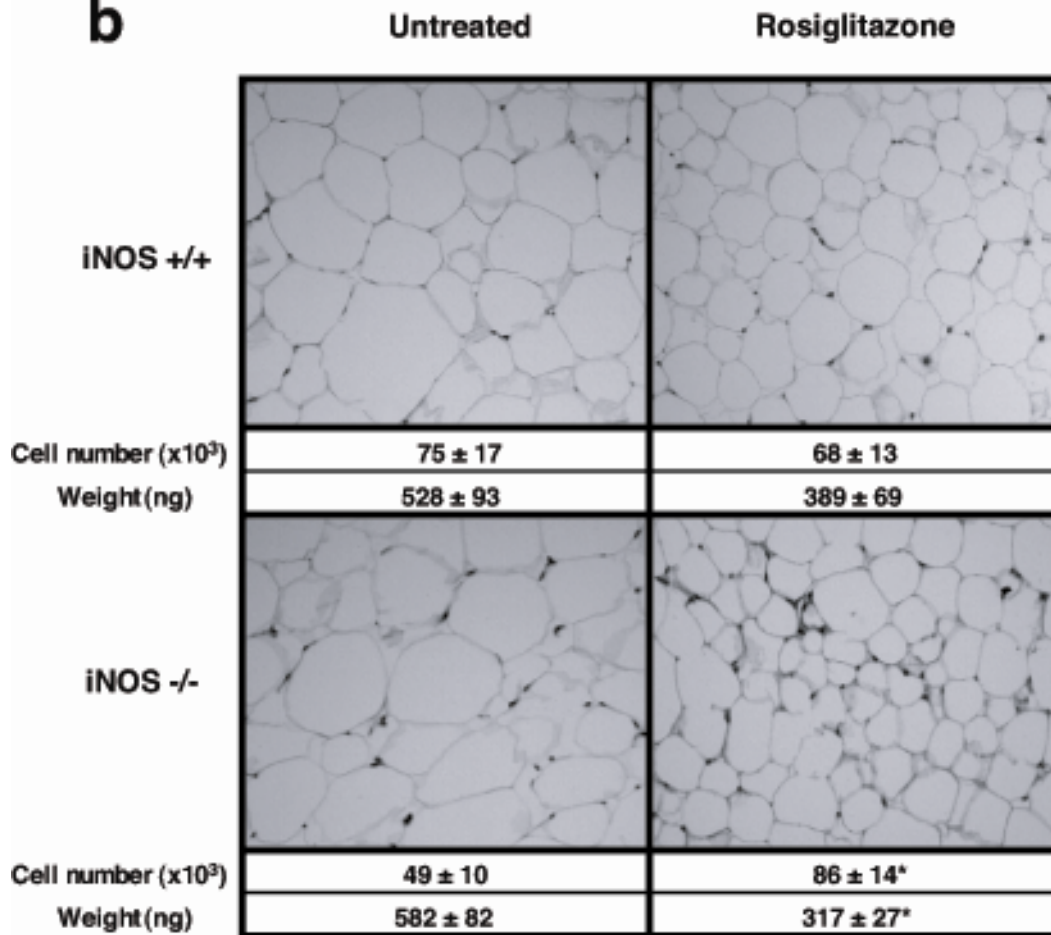 b
Untreated Rosiglitazone
iNOS +/+
Cell number (x10³) 75 ± 17 68 ± 13
Weight(ng) 528 ± 93 389 ± 69
iNOS -/-
Cell number (x10³) 49 ± 10 86 ± 14*
Weight(ng) 582 ± 82 317 ± 27*